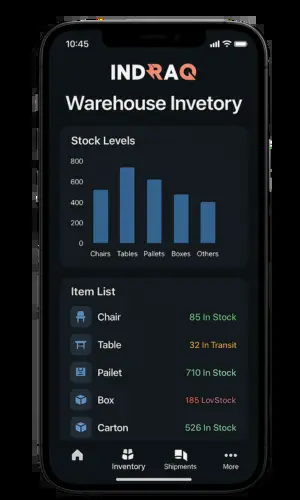 10:45
INDRAQ
Warehouse Invetory
Stock Levels
800
600
400
200
0
Chairs Tables Pallets Boxes Others
Item List
Chair 85 In Stock
Table 32 In Transit
Pailet 710 In Stock
Box 185 LovStock
Carton 526 In Stock
Inventory Shipments More